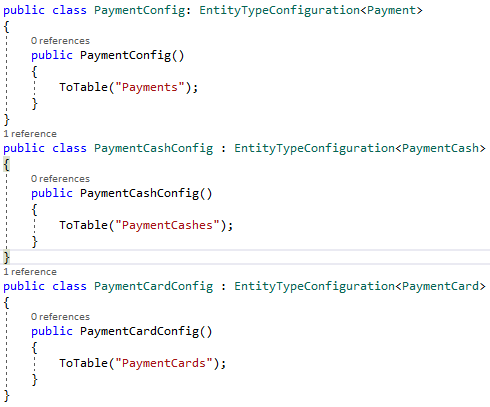 public class PaymentConfig: EntityTypeConfiguration<Payment>
{
0 references
public PaymentConfig()
{
ToTable("Payments");
}
}
1 reference
public class PaymentCashConfig : EntityTypeConfiguration<PaymentCash>
{
0 references
public PaymentCashConfig()
{
ToTable("PaymentCashes");
}
}
1 reference
public class PaymentCardConfig : EntityTypeConfiguration<PaymentCard>
{
0 references
public PaymentCardConfig()
{
ToTable("PaymentCards");
}
}